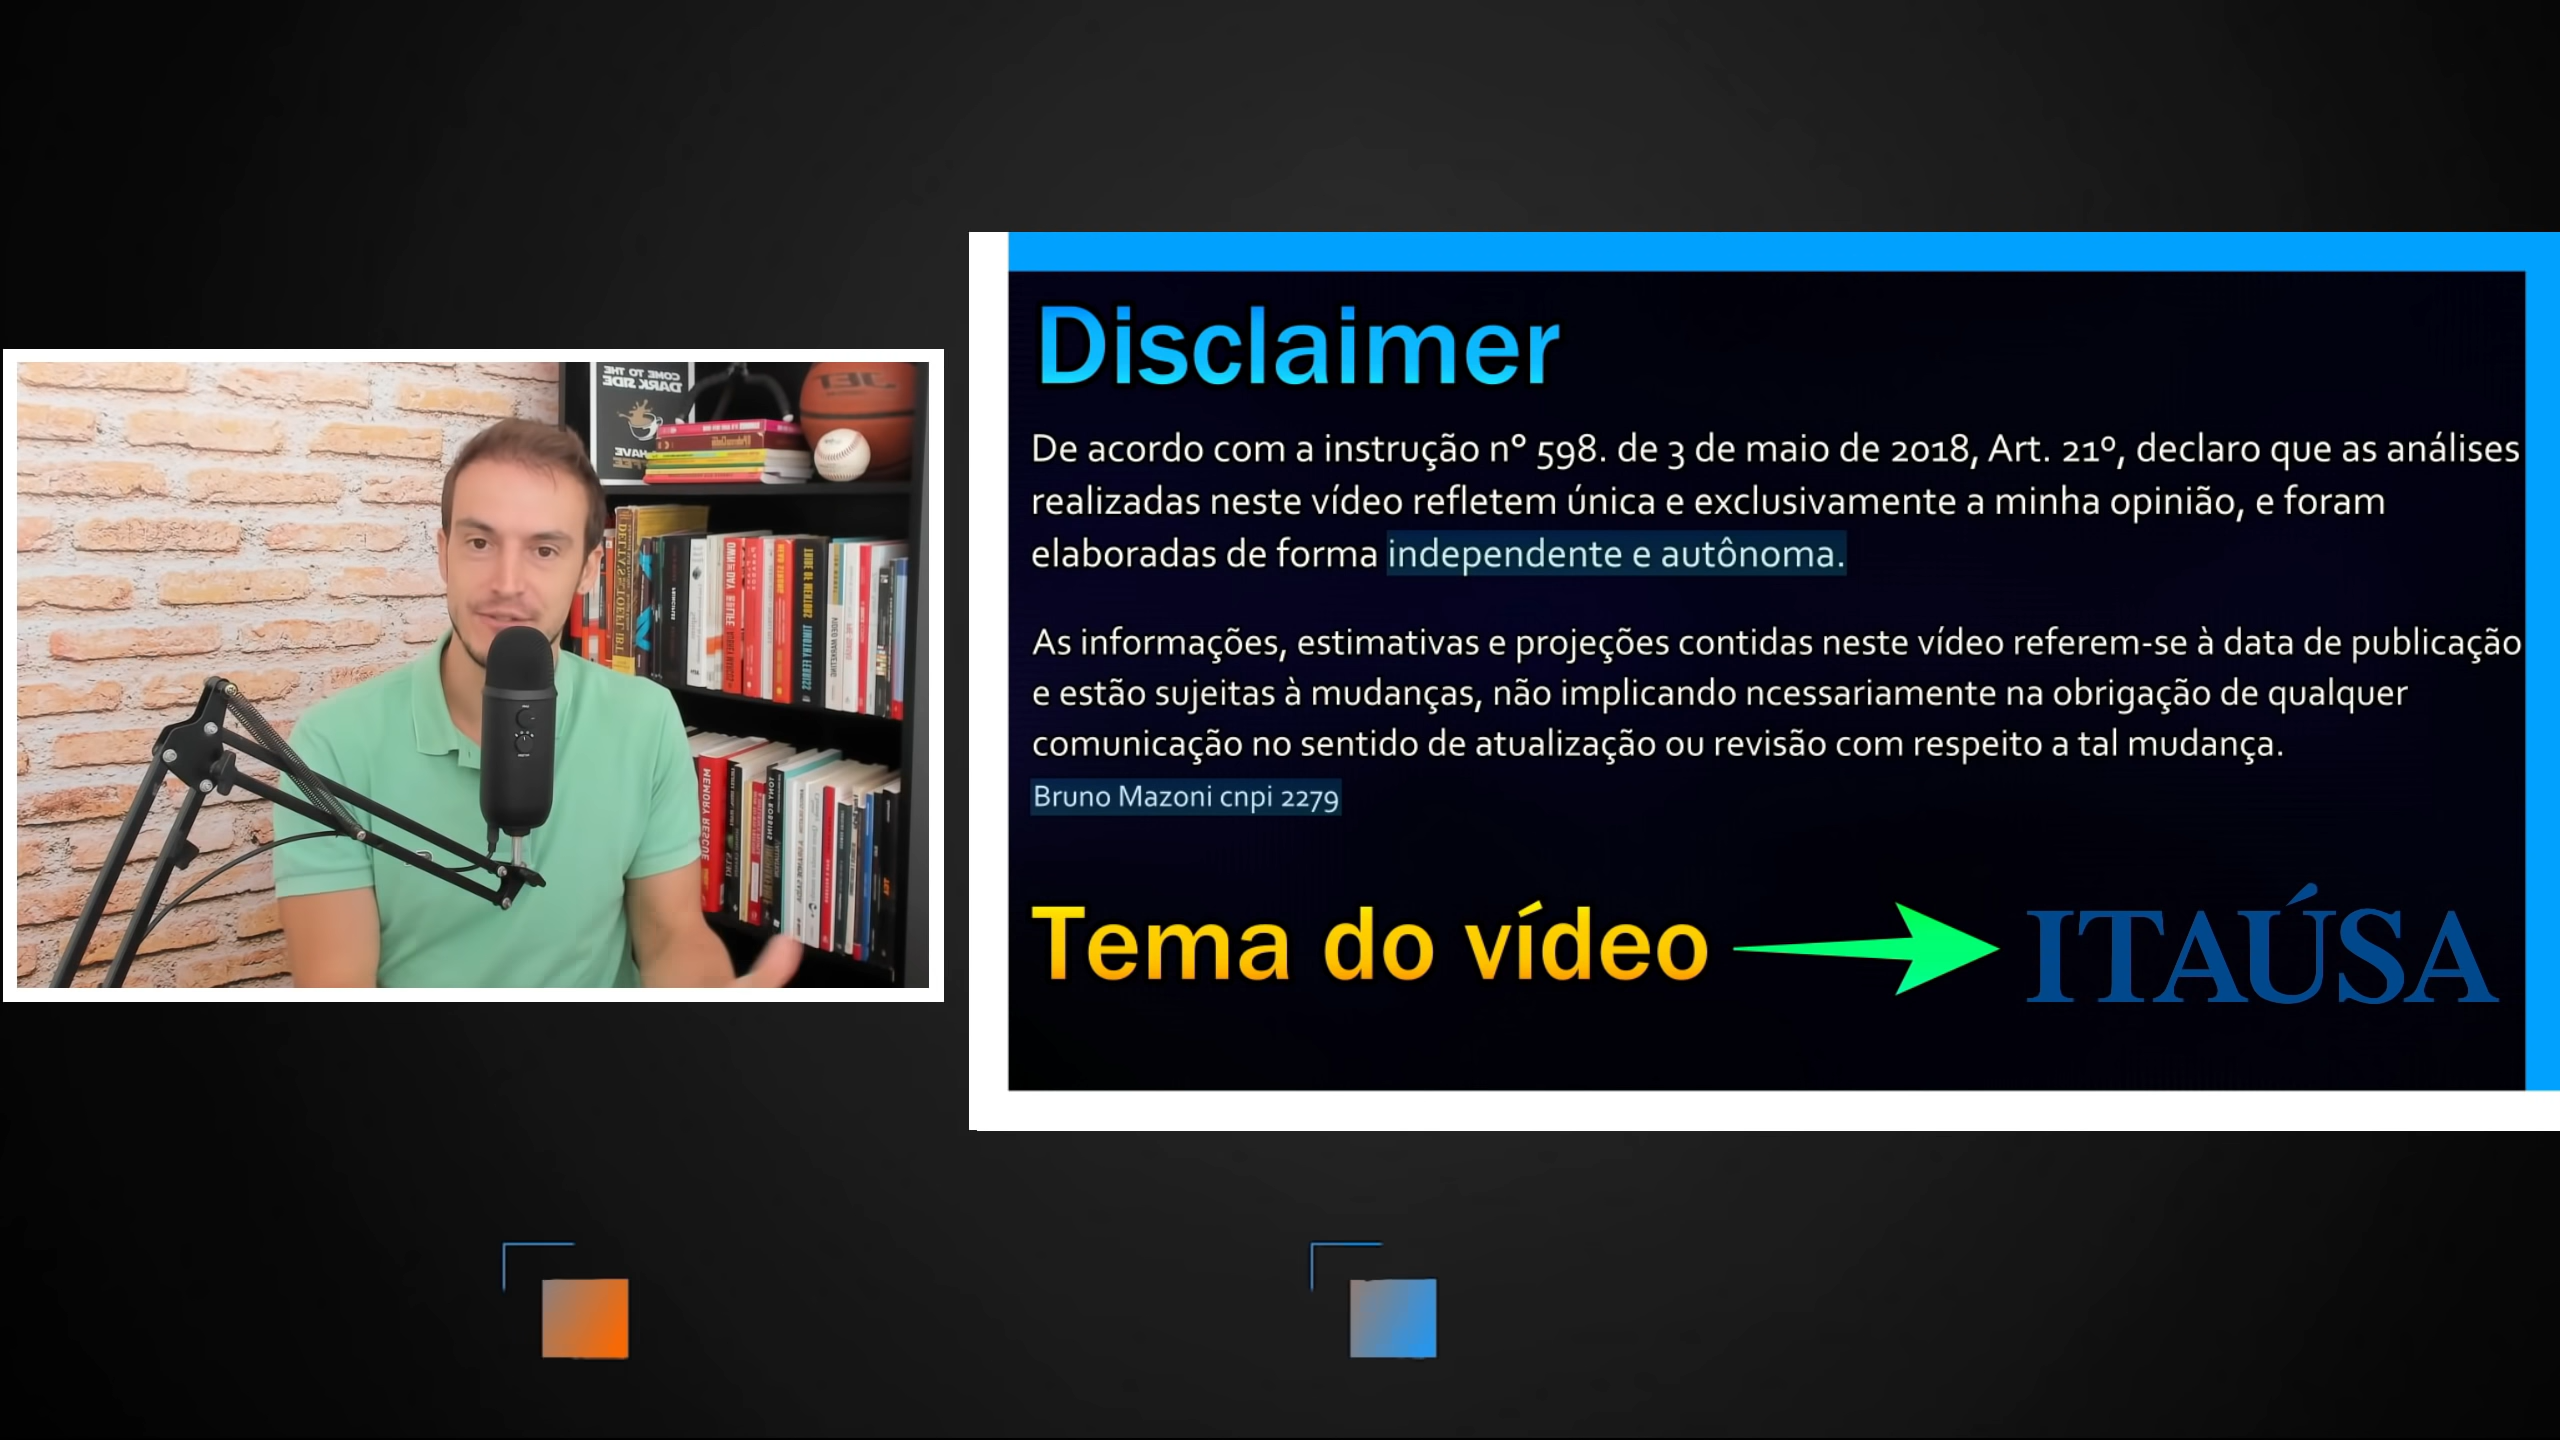 COME TO THE
DARK SIDE
HAVE
JET
Disclaimer
De acordo com a instrução n° 598. de 3 de maio de 2018, Art. 21º, declaro que as análises
realizadas neste vídeo refletem única e exclusivamente a minha opinião, e foram
elaboradas de forma independente e autônoma.
As informações, estimativas e projeções contidas neste vídeo referem-se à data de publicação
e estão sujeitas à mudanças, não implicando ncessariamente na obrigação de qualquer
comunicação no sentido de atualização ou revisão com respeito a tal mudança.
Bruno Mazoni cnpi 2279
Tema do vídeo
ITAÚSA